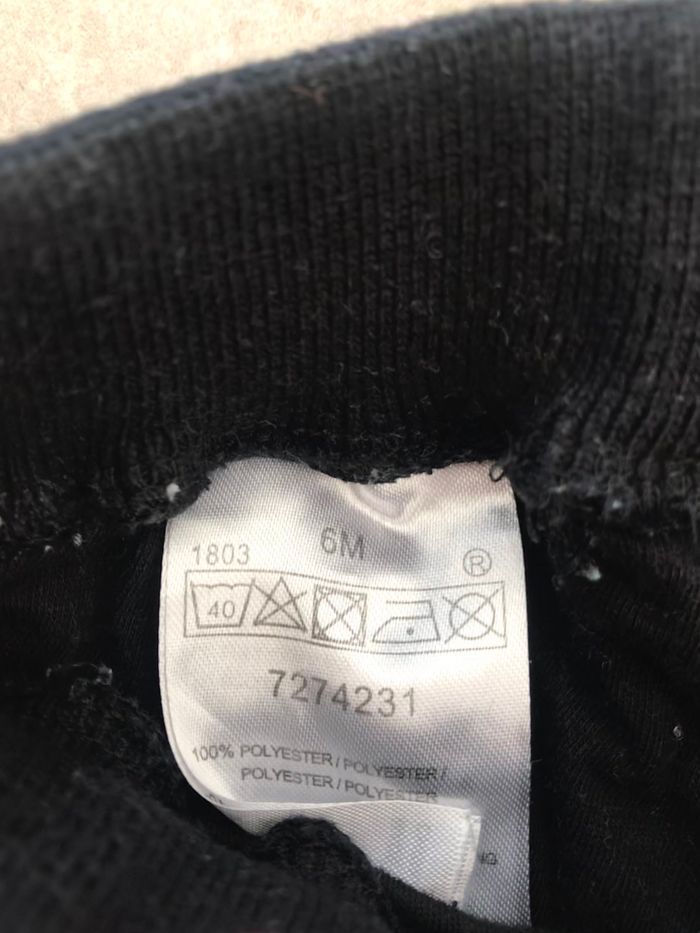 1803 6M ®
40
7274231
100% POLYESTER / POLYESTER /
POLYESTER / POLYESTER